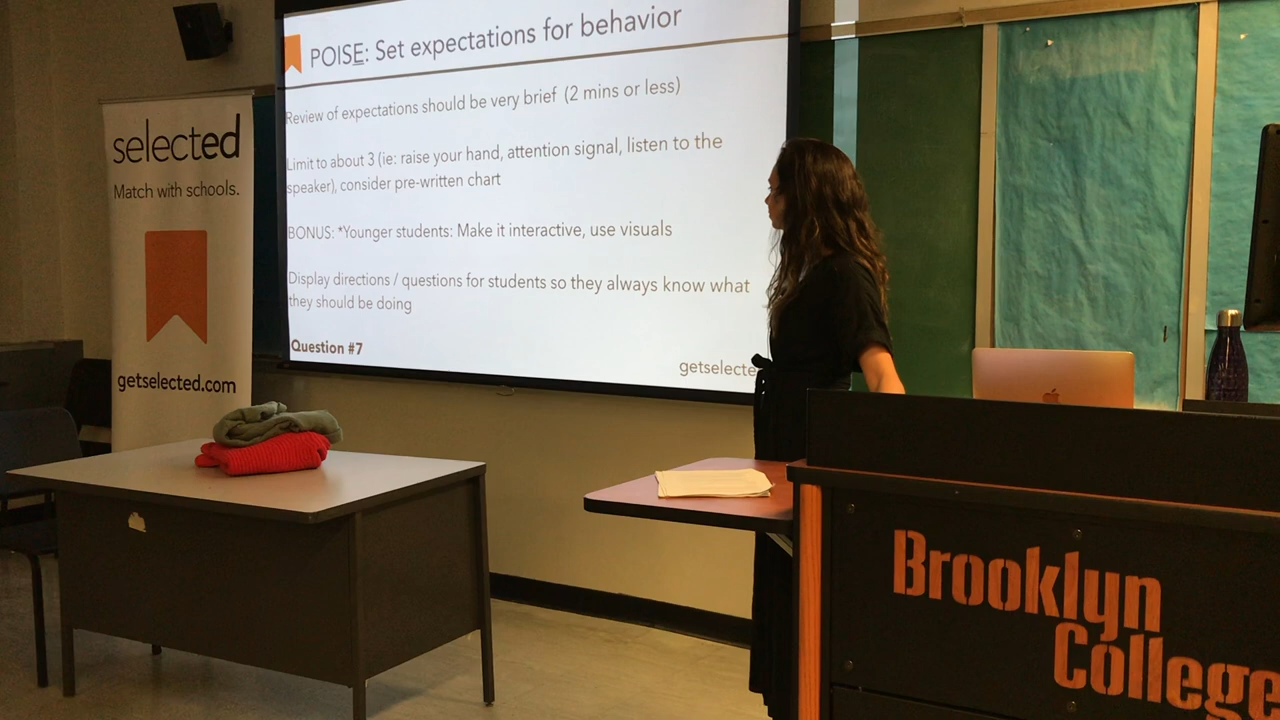 selected
Match with schools.
getselected.com
POISE: Set expectations for behavior
Review of expectations should be very brief (2 mins or less)
Limit to about 3 (ie: raise your hand, attention signal, listen to the
speaker), consider pre-written chart
BONUS: *Younger students: Make it interactive, use visuals
Display directions / questions for students so they always know what
they should be doing
Question #7
getselecte
Brooklyn
College